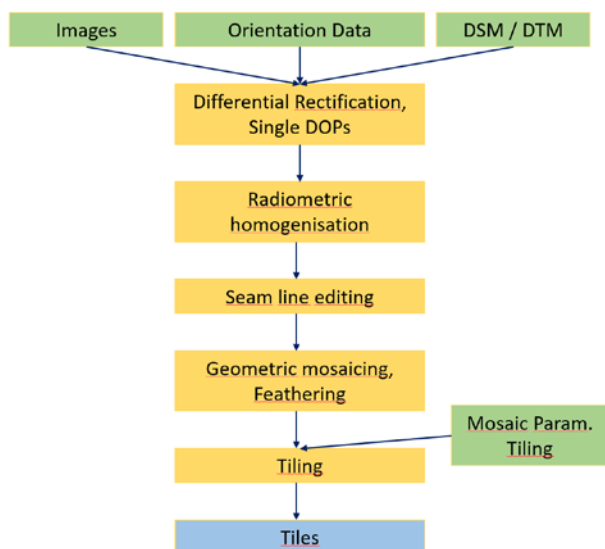 Images
Orientation Data
DSM / DTM
Differential Rectification,
Single DOPs
Radiometric
homogenisation
Seam line editing
Geometric mosaicing,
Feathering
Mosaic Param.
Tiling
Tiling
Tiles